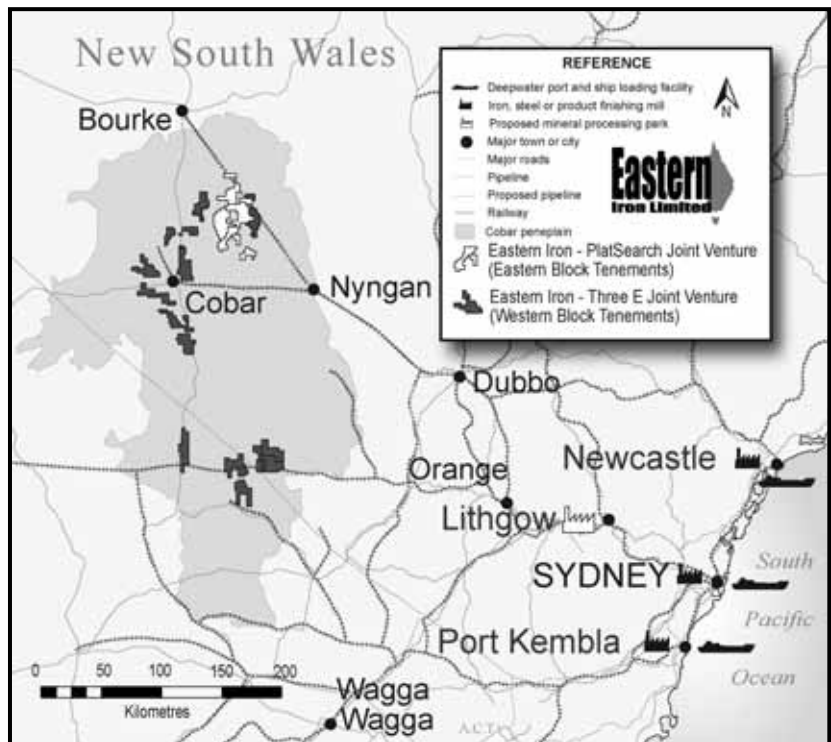 New South Wales
REFERENCE
Deepwater port and ship loading facility
Iron, steel or product finishing mill
Proposed mineral processing park
Major town or city
Major roads
Pipeline
Proposed pipeline
Railway
Cobar peneplain
N
Eastern
Iron Limited
Eastern Iron - PlatSearch Joint Venture
(Eastern Block Tenements)
Eastern Iron - Three E Joint Venture
(Western Block Tenements)
Bourke
Cobar
Nyngan
Dubbo
Orange
Newcastle
Lithgow
SYDNEY
South
Pacific
Ocean
Port Kembla
0 50 100 150 200
Kilometres
Wagga
Wagga
A.C.T.